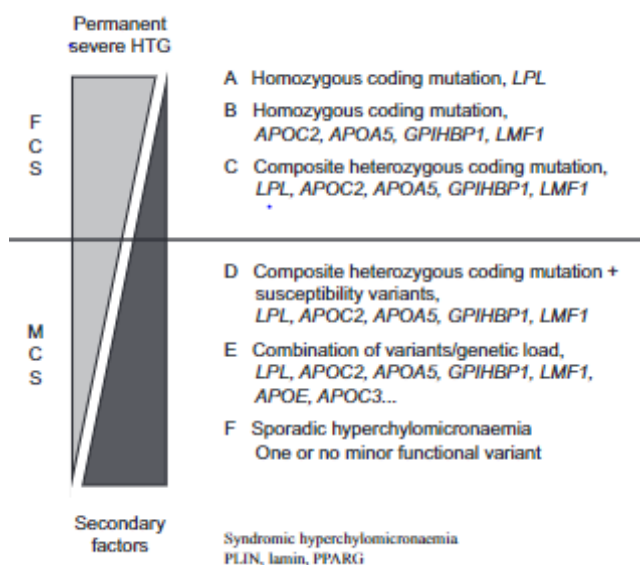 Permanent
severe HTG
F
C
S
A Homozygous coding mutation, LPL
B Homozygous coding mutation,
APOC2, APOA5, GPIHBP1, LMF1
C Composite heterozygous coding mutation,
LPL, APOC2, APOA5, GPIHBP1, LMF1
M
C
S
D Composite heterozygous coding mutation +
susceptibility variants,
LPL, APOC2, APOA5, GPIHBP1, LMF1
E Combination of variants/genetic load,
LPL, APOC2, APOA5, GPIHBP1, LMF1,
APOE, APOC3...
F Sporadic hyperchylomicronaemia
One or no minor functional variant
Secondary
factors
Syndromic hyperchylomicronaemia
PLIN, lamin, PPARG